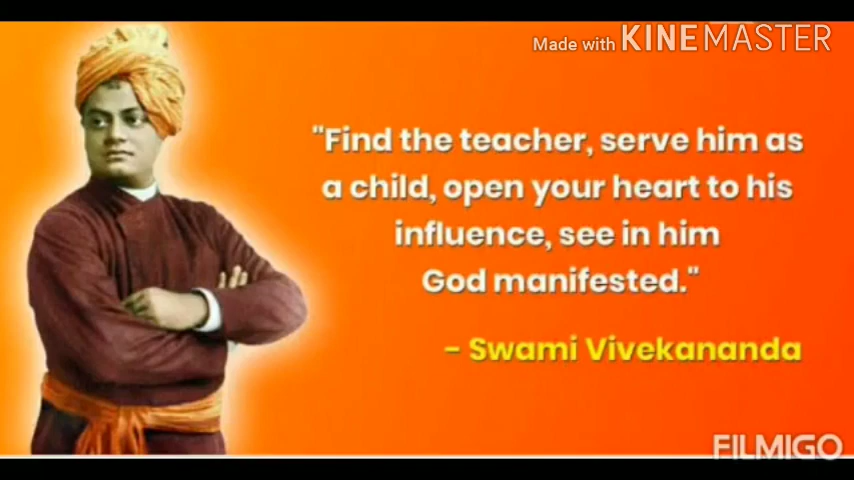 Made with KINEMASTER
"Find the teacher, serve him as
a child, open your heart to his
influence, see in him
God manifested."
- Swami Vivekananda
FILMIGO